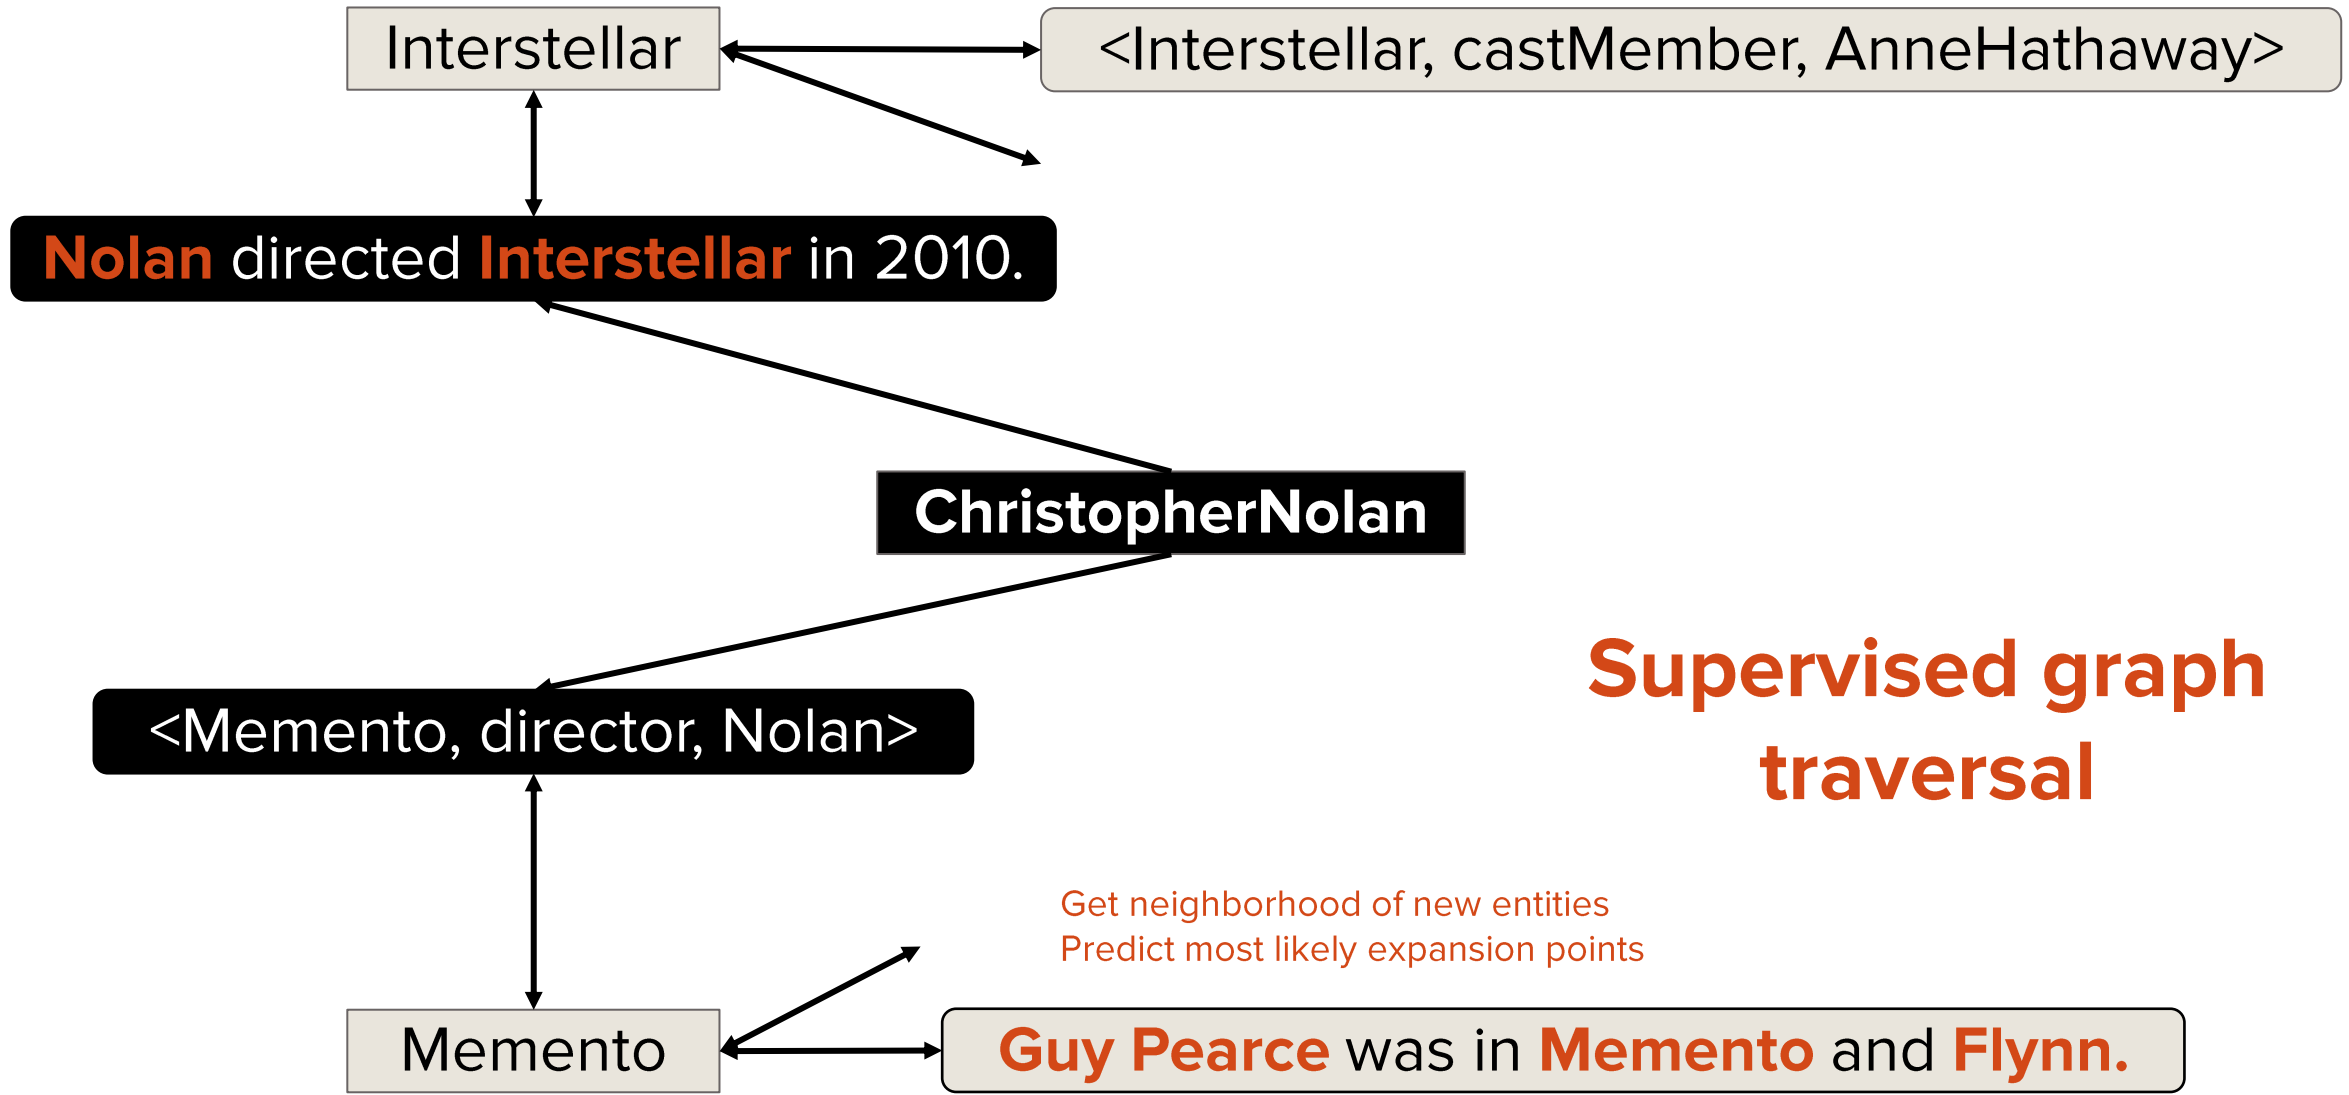 Interstellar
<Interstellar, castMember, AnneHathaway>
Nolan directed Interstellar in 2010.
ChristopherNolan
<Memento, director, Nolan>
Supervised graph
traversal
Get neighborhood of new entities
Predict most likely expansion points
Memento
Guy Pearce was in Memento and Flynn.